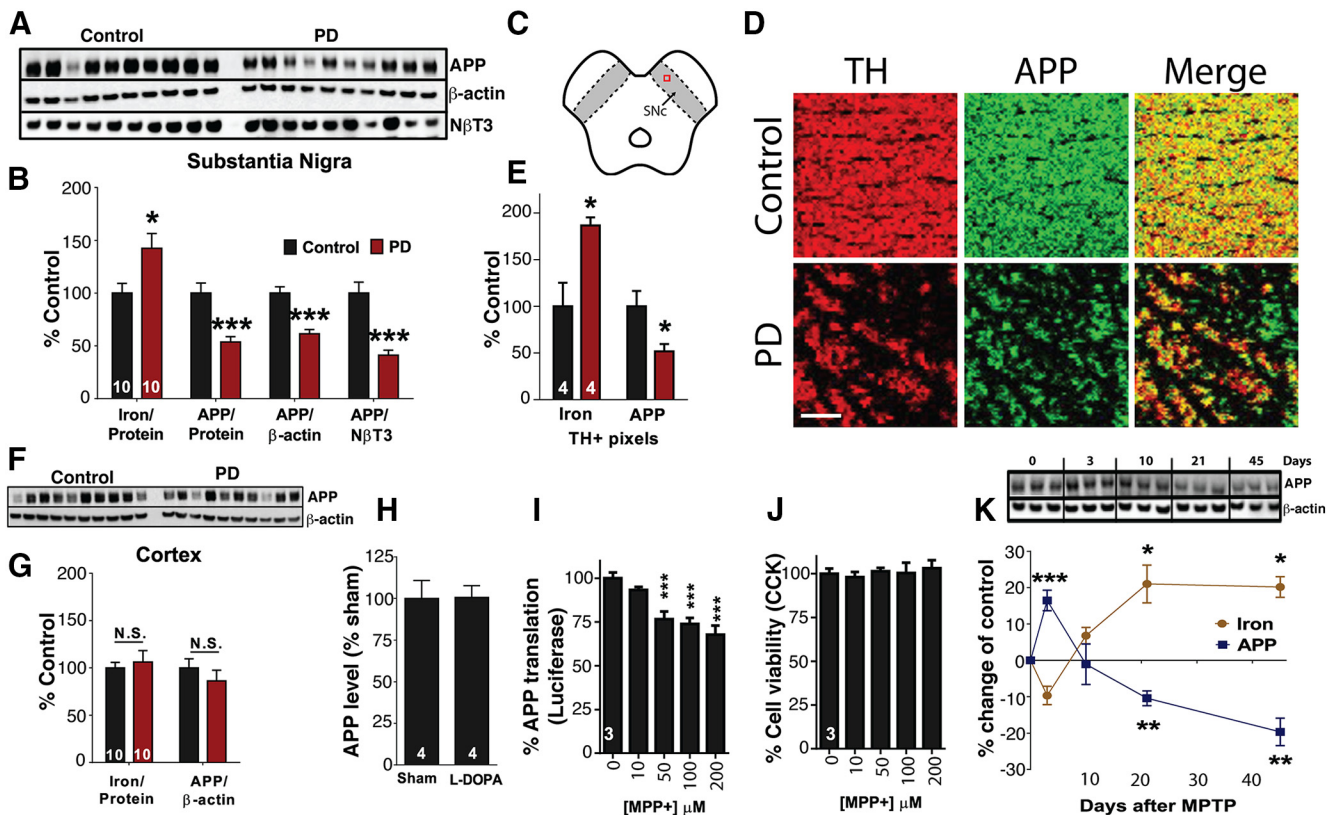 A
Control
PD
APP
β-actin
NβT3
Substantia Nigra
B
% Control
200
150
100
50
0
*
***
***
***
Control
PD
10
10
Iron/
Protein
APP/
Protein
APP/
β-actin
APP/
NβT3
C
SNc
D
TH
APP
Merge
Control
PD
E
% Control
200
150
100
50
0
*
*
4
4
Iron
APP
TH+ pixels
F
Control
PD
APP
β-actin
G
Cortex
% Control
200
150
100
50
0
N.S.
N.S.
10
10
Iron/
Protein
APP/
β-actin
H
APP level (% sham)
125
100
75
50
25
0
4
4
Sham
L-DOPA
I
% APP translation
(Luciferase)
100
75
50
25
0
***
***
***
3
0
10
50
100
200
[MPP+] μM
J
% Cell viability (CCK)
100
75
50
25
0
3
0
10
50
100
200
[MPP+] μM
K
0
3
10
21
45
Days
APP
β-actin
% change of control
30
20
10
0
-10
-20
-30
***
*
*
**
**
Iron
APP
10
20
30
40
Days after MPTP